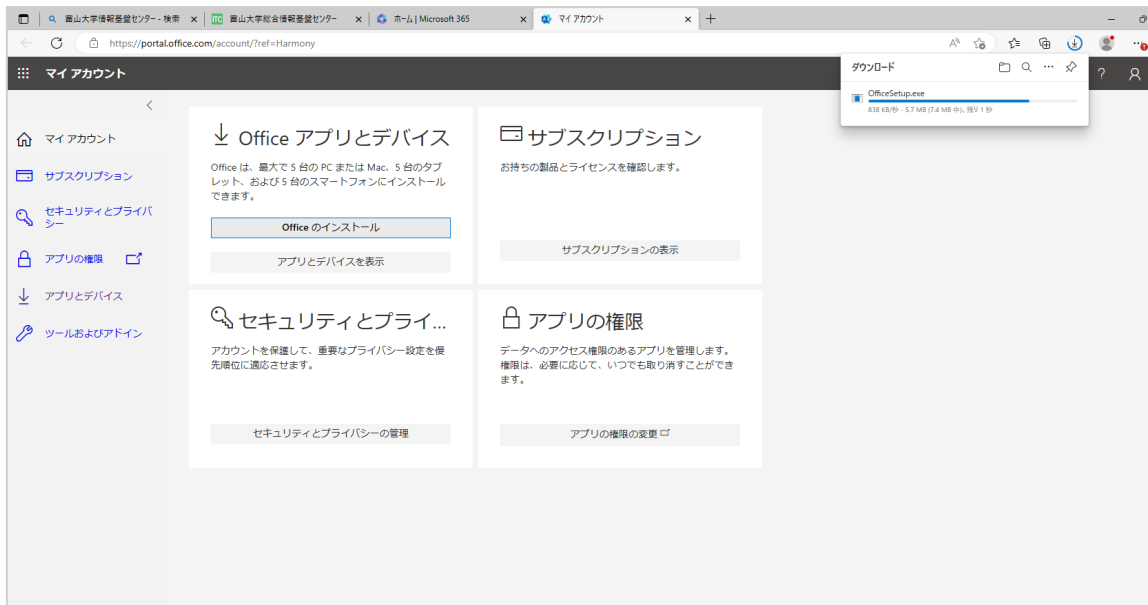 富山大学情報基盤センター - 検索
富山大学総合情報基盤センター
ホーム | Microsoft 365
マイ アカウント
https://portal.office.com/account/?ref=Harmony
マイ アカウント
ダウンロード
OfficeSetup.exe
838 KB/秒 - 5.7 MB (7.4 MB 中)、残り 1 秒
マイ アカウント
サブスクリプション
セキュリティとプライバ
シー
アプリの権限
アプリとデバイス
ツールおよびアドイン
Office アプリとデバイス
Office は、最大で 5 台の PC または Mac、5 台のタブ
レット、および 5 台のスマートフォンにインストール
できます。
Office のインストール
アプリとデバイスを表示
サブスクリプション
お持ちの製品とライセンスを確認します。
サブスクリプションの表示
セキュリティとプライ...
アカウントを保護して、重要なプライバシー設定を優
先順位に適応させます。
セキュリティとプライバシーの管理
アプリの権限
データへのアクセス権限のあるアプリを管理します。
権限は、必要に応じて、いつでも取り消すことができ
ます。
アプリの権限の変更